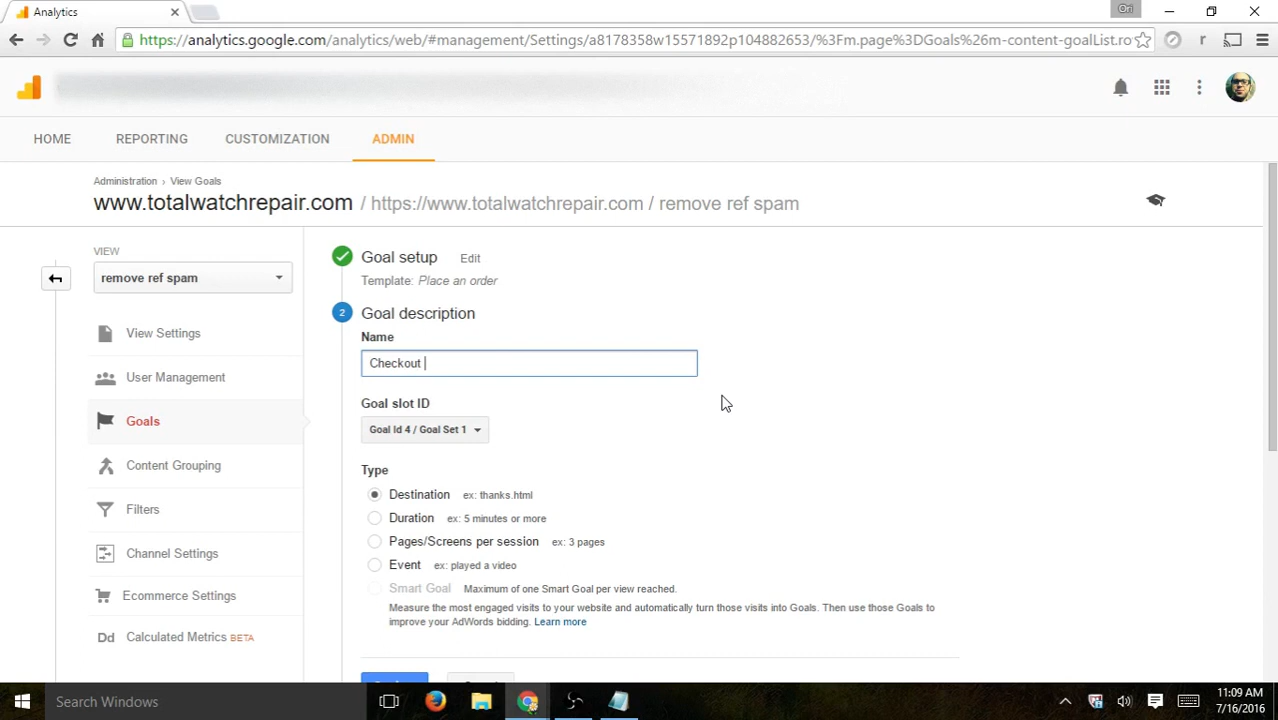 Analytics
Ori
https://analytics.google.com/analytics/web/#management/Settings/a8178358w15571892p104882653/%3Fm.page%3DGoals%26m-content-goalList.ro
r
HOME
REPORTING
CUSTOMIZATION
ADMIN
Administration › View Goals
www.totalwatchrepair.com / https://www.totalwatchrepair.com / remove ref spam
VIEW
remove ref spam
View Settings
User Management
Goals
Content Grouping
Filters
Channel Settings
Ecommerce Settings
Dd Calculated Metrics BETA
Goal setup Edit
Template: Place an order
2 Goal description
Name
Checkout
Goal slot ID
Goal Id 4 / Goal Set 1
Type
Destination ex: thanks.html
Duration ex: 5 minutes or more
Pages/Screens per session ex: 3 pages
Event ex: played a video
Smart Goal Maximum of one Smart Goal per view reached.
Measure the most engaged visits to your website and automatically turn those visits into Goals. Then use those Goals to
improve your AdWords bidding. Learn more
Search Windows
11:09 AM
7/16/2016